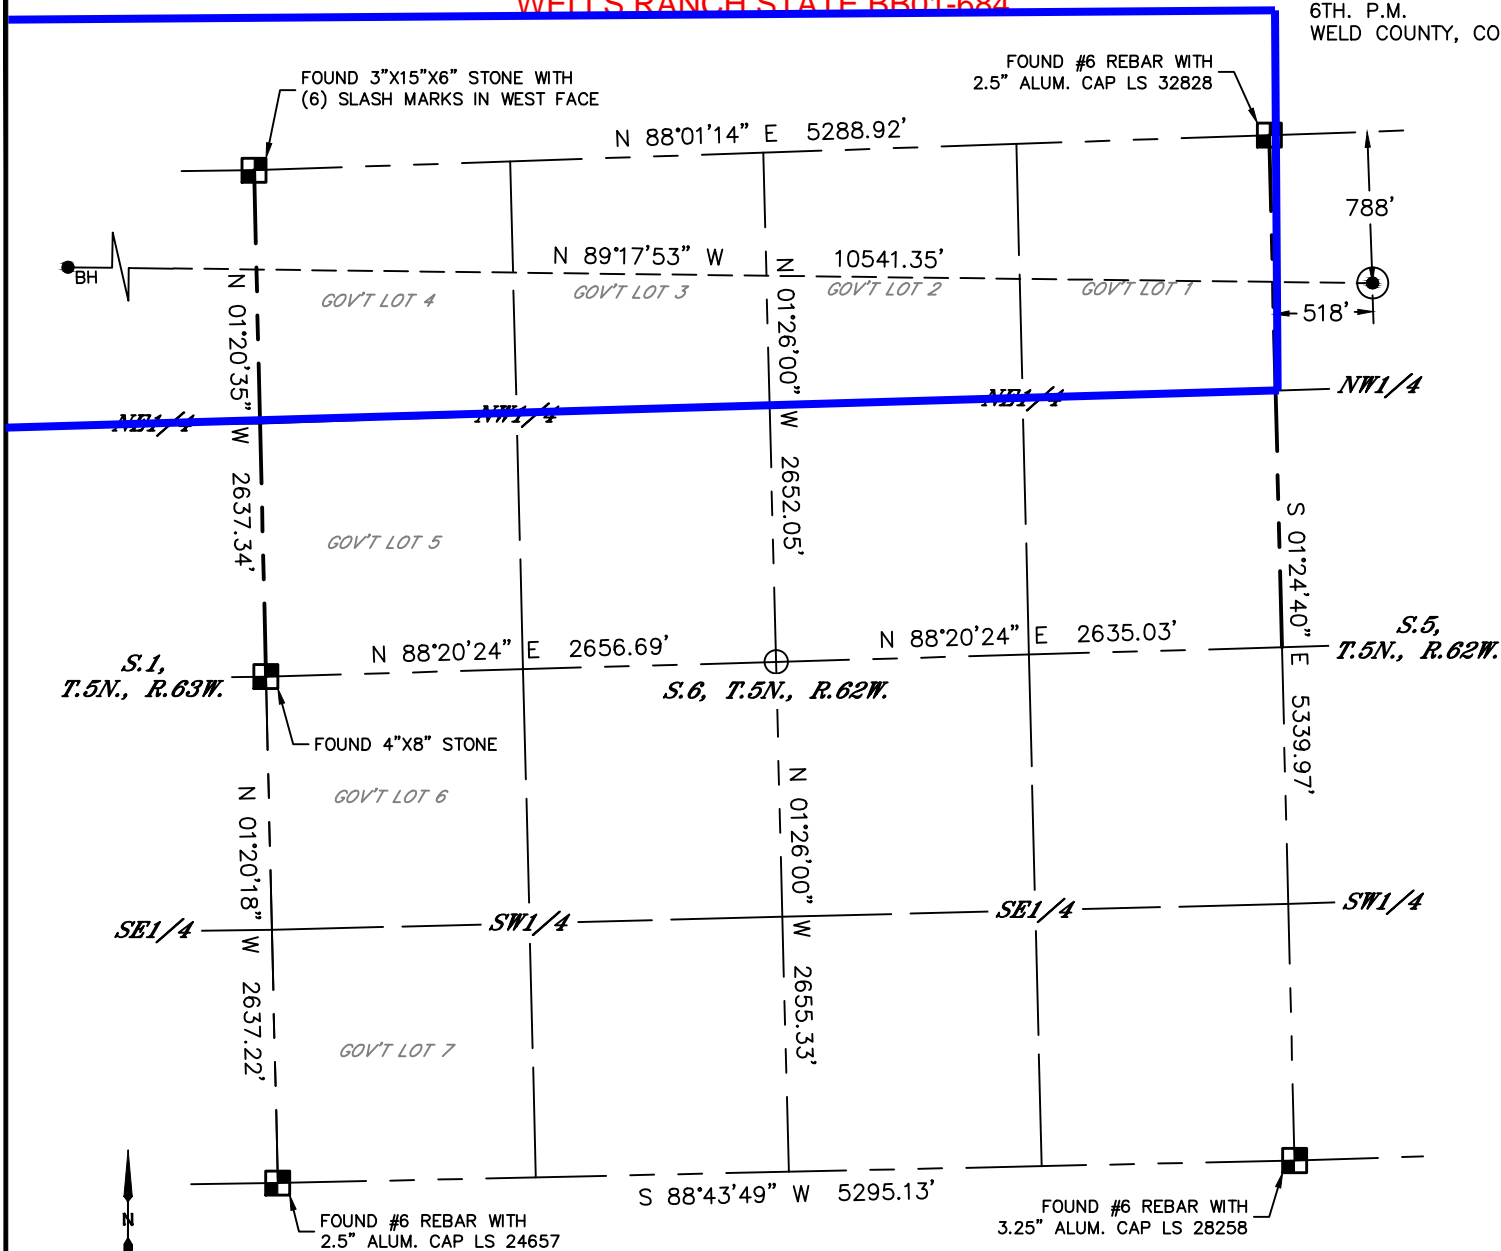 WELLS RANCH STATE BB01-684
6TH. P.M.
WELD COUNTY, CO
FOUND 3"X15"X6" STONE WITH
(6) SLASH MARKS IN WEST FACE
FOUND #6 REBAR WITH
2.5" ALUM. CAP LS 32828
N 88°01'14" E 5288.92'
788'
BH
N 89°17'53" W 10541.35'
GOV'T LOT 4
GOV'T LOT 3
GOV'T LOT 2
GOV'T LOT 1
518'
N 01°20'35" W 2637.34'
N 01°26'00" W 2652.05'
NE1/4
NW1/4
NE1/4
NW1/4
GOV'T LOT 5
S 01°24'40" E 5339.97'
S.1,
T.5N., R.63W.
N 88°20'24" E 2656.69'
N 88°20'24" E 2635.03'
S.5,
T.5N., R.62W.
S.6, T.5N., R.62W.
FOUND 4"X8" STONE
GOV'T LOT 6
N 01°20'18" W 2637.22'
N 01°26'00" W 2655.33'
SE1/4
SW1/4
SE1/4
SW1/4
GOV'T LOT 7
S 88°43'49" W 5295.13'
N
FOUND #6 REBAR WITH
2.5" ALUM. CAP LS 24657
FOUND #6 REBAR WITH
3.25" ALUM. CAP LS 28258